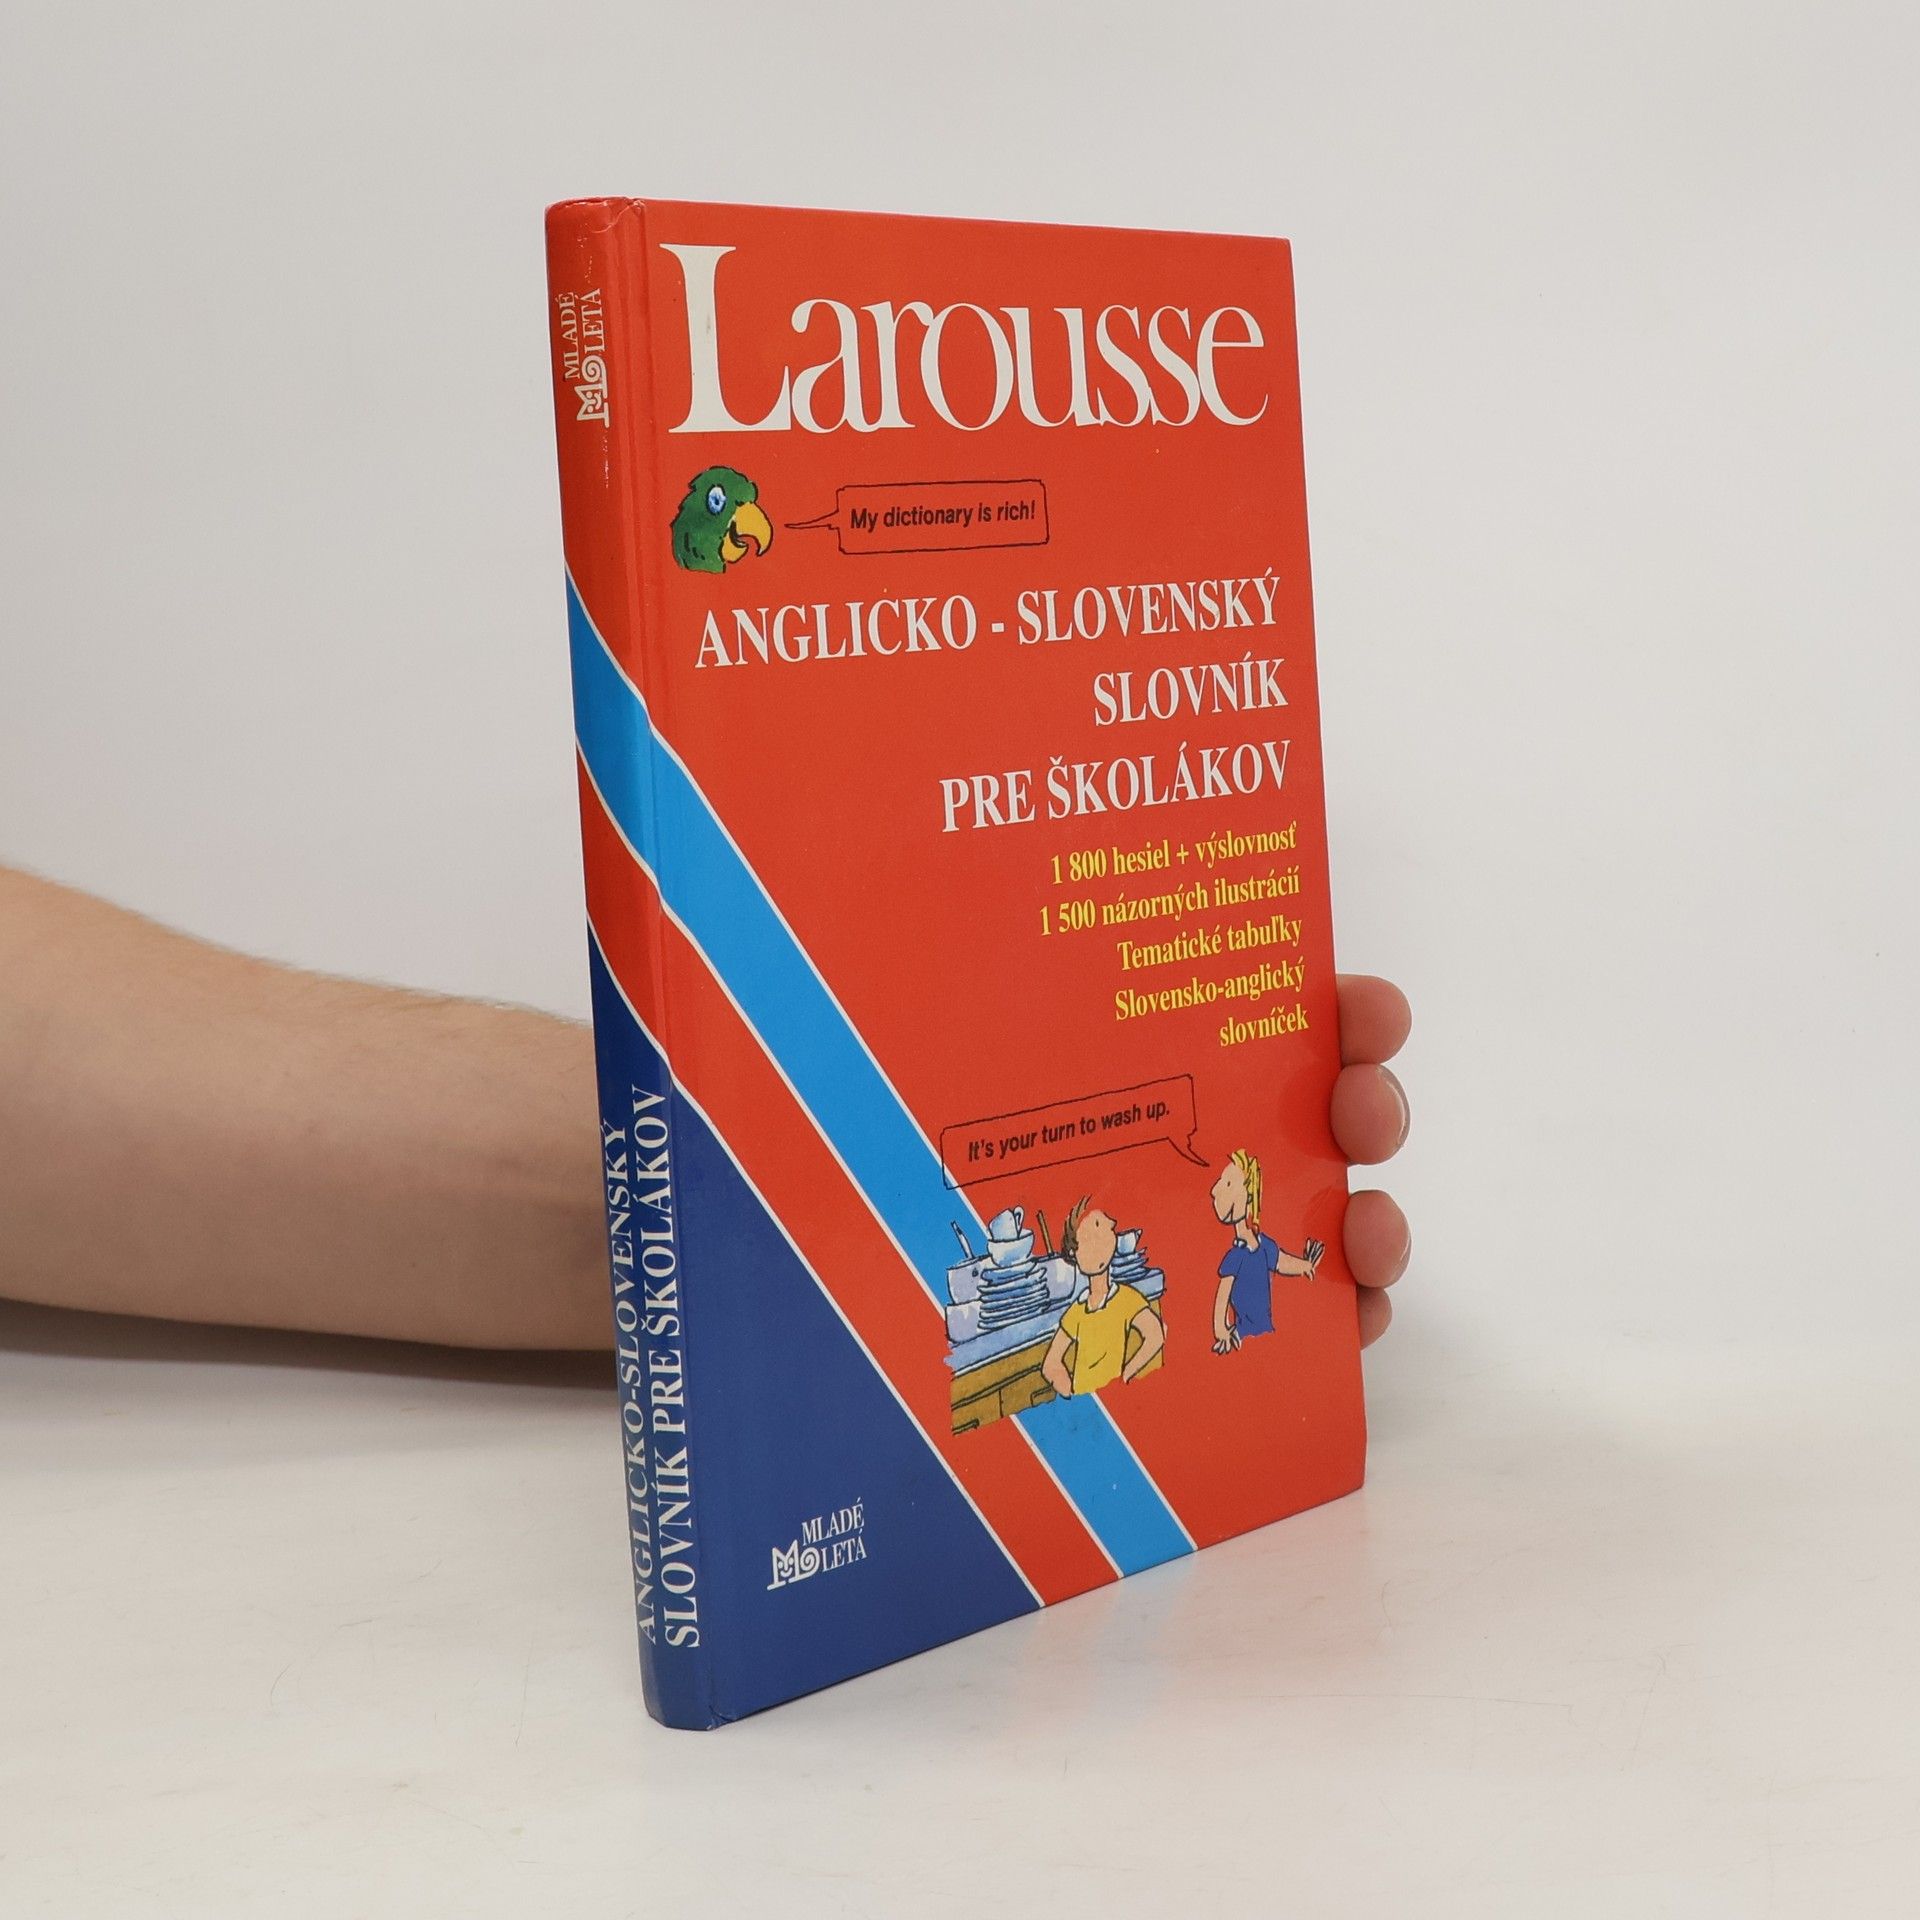 Larousse
My dictionary is rich!
ANGLICKO - SLOVENSKÝ
SLOVNÍK
PRE ŠKOLÁKOV
1 800 hesiel + výslovnosť
1 500 názorných ilustrácií
Tematické tabuľky
Slovensko-anglický
slovníček
It's your turn to wash up.
MLADÉ
LETÁ
MLADÉ
LETÁ
ANGLICKO-SLOVENSKÝ
SLOVNÍK PRE ŠKOLÁKOV